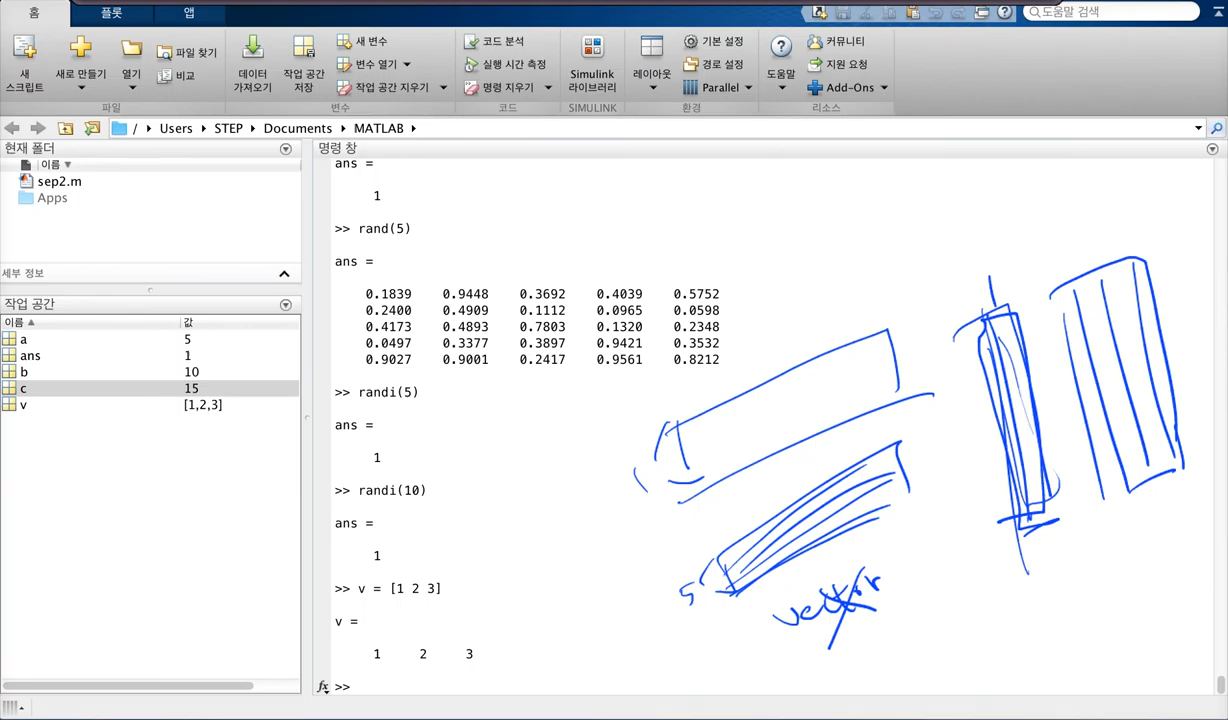 홈 플롯 앱 도움말 검색
새 스크립트 새로 만들기 열기 파일 찾기 비교 데이터 가져오기 작업 공간 저장 새 변수 변수 열기 작업 공간 지우기 코드 분석 실행 시간 측정 명령 지우기 Simulink 라이브러리 레이아웃 기본 설정 경로 설정 Parallel 도움말 커뮤니티 지원 요청 Add-Ons
파일 변수 코드 SIMULINK 환경 리소스
/ Users STEP Documents MATLAB
현재 폴더
이름
sep2.m
Apps
세부 정보
작업 공간
이름 값
a 5
ans 1
b 10
c 15
v [1,2,3]
명령 창
ans =
1
>> rand(5)
ans =
0.1839 0.9448 0.3692 0.4039 0.5752
0.2400 0.4909 0.1112 0.0965 0.0598
0.4173 0.4893 0.7803 0.1320 0.2348
0.0497 0.3377 0.3897 0.9421 0.3532
0.9027 0.9001 0.2417 0.9561 0.8212
>> randi(5)
ans =
1
>> randi(10)
ans =
1
>> v = [1 2 3]
v =
1 2 3
fx >>
5
vector